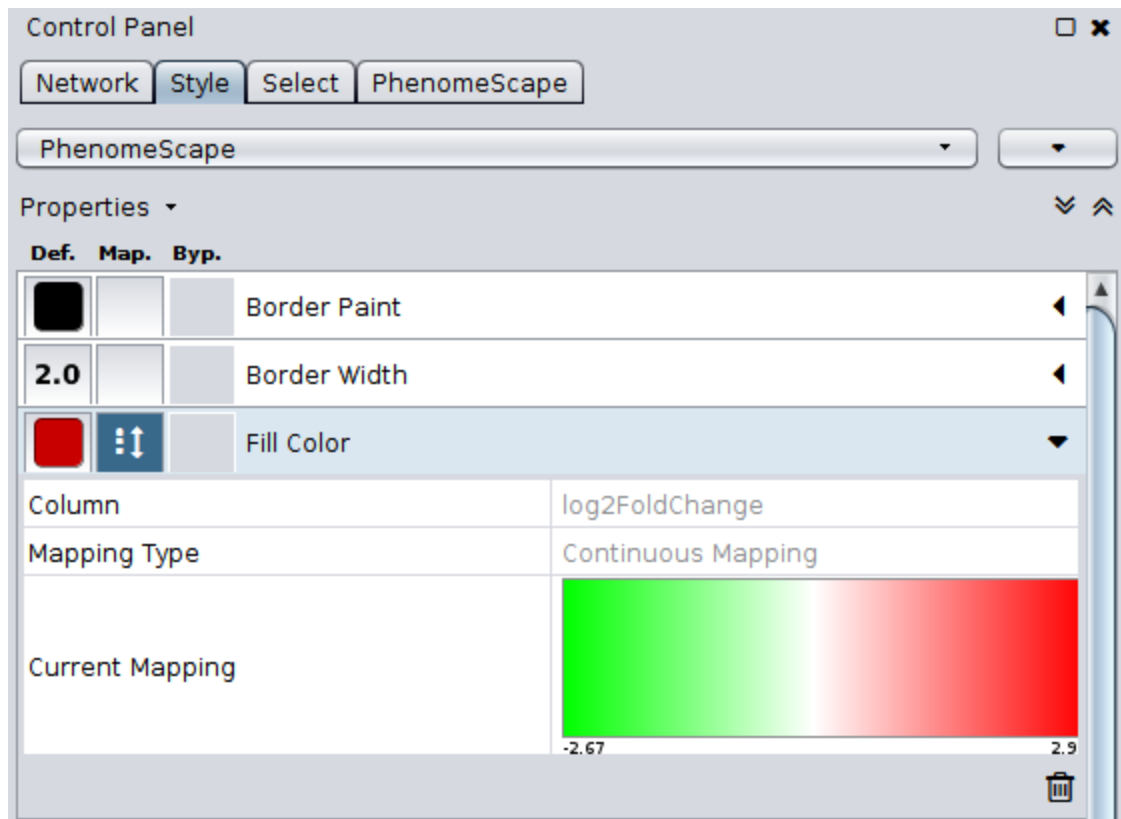 Control Panel
Network Style Select PhenomeScape
PhenomeScape
Properties
Def. Map. Byp.
Border Paint
2.0 Border Width
Fill Color
Column log2FoldChange
Mapping Type Continuous Mapping
Current Mapping
-2.67 2.9